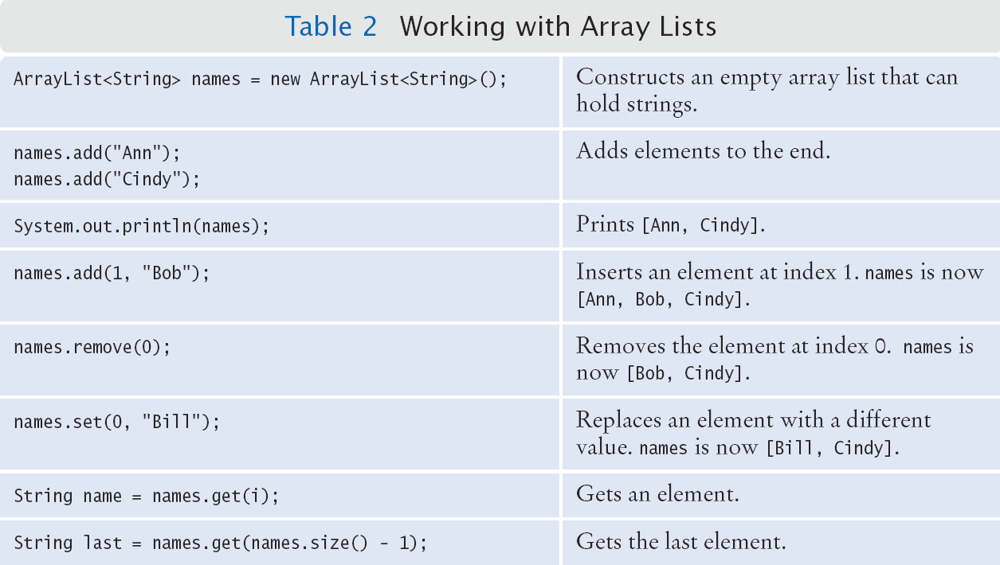 Table 2 Working with Array Lists
ArrayList<String> names = new ArrayList<String>();
Constructs an empty array list that can
hold strings.
names.add("Ann");
names.add("Cindy");
Adds elements to the end.
System.out.println(names);
Prints [Ann, Cindy].
names.add(1, "Bob");
Inserts an element at index 1. names is now
[Ann, Bob, Cindy].
names.remove(0);
Removes the element at index 0. names is
now [Bob, Cindy].
names.set(0, "Bill");
Replaces an element with a different
value. names is now [Bill, Cindy].
String name = names.get(i);
Gets an element.
String last = names.get(names.size() - 1);
Gets the last element.